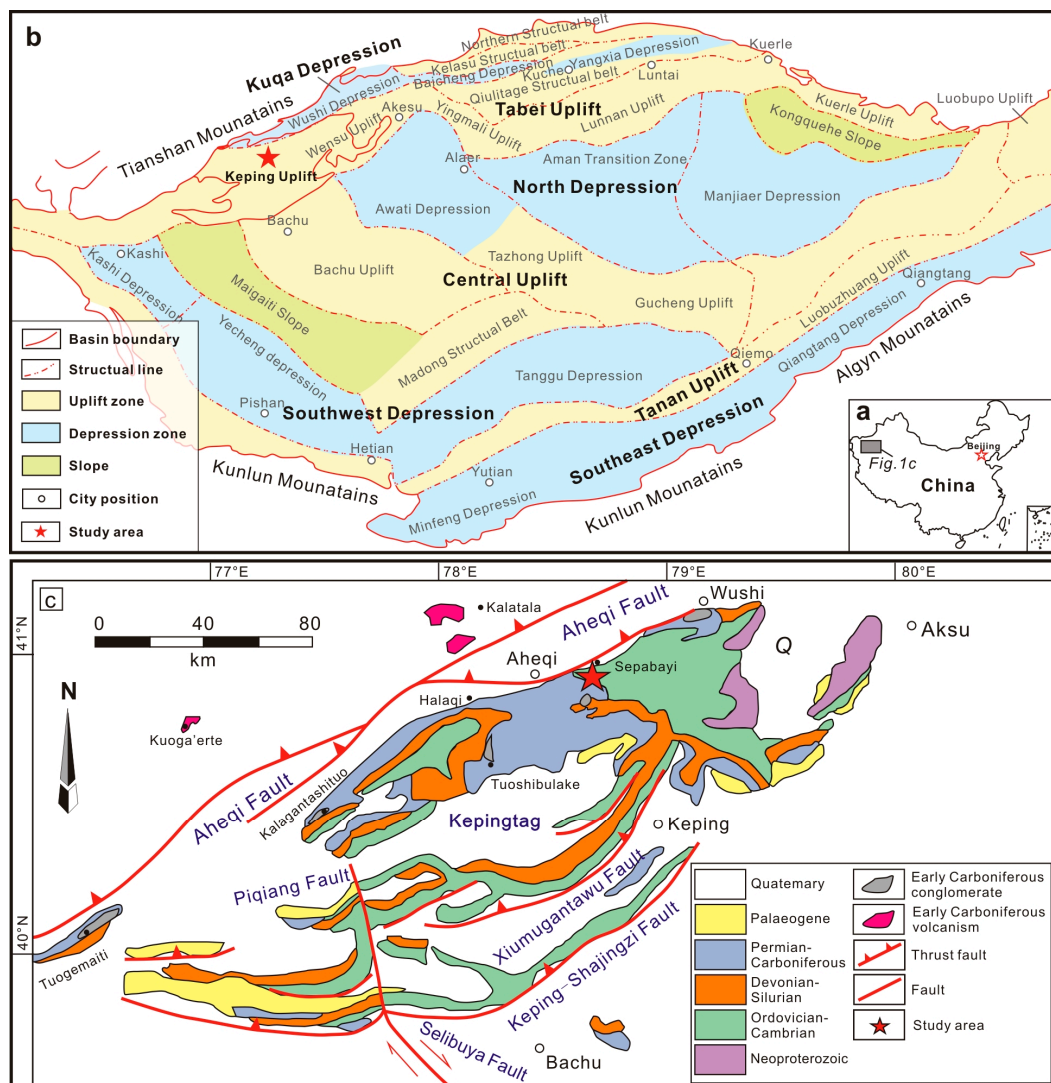 b
Northern Structual belt
Kelasu Structual belt
Baicheng Depression
Kuche
Yangxia Depression
Kuerle
Kuqa Depression
Wushi Depression
Qiulitage Structual belt
Luntai
Tabei Uplift
Akesu
Yingmali Uplift
Lunnan Uplift
Kuerle Uplift
Luobupo Uplift
Kongquehe Slope
Tianshan Mounatains
Wensu Uplift
Keping Uplift
Alaer
Aman Transition Zone
North Depression
Manjiaer Depression
Awati Depression
Bachu
Kashi
Kashi Depression
Bachu Uplift
Tazhong Uplift
Central Uplift
Maigaiti Slope
Gucheng Uplift
Luobuzhuang Uplift
Qiangtang
Qiangtang Depression
Algyn Mounatains
Yecheng depression
Madong Structual Belt
Tanggu Depression
Qiemo
Tanan Uplift
Pishan
Southwest Depression
Southeast Depression
Hetian
Yutian
Kunlun Mounatains
Minfeng Depression
Kunlun Mounatains
Basin boundary
Structual line
Uplift zone
Depression zone
Slope
City position
Study area
a
Beijing
Fig.1c
China
c
77°E
78°E
79°E
80°E
41°N
40°N
0 40 80
km
N
Kalatala
Aheqi Fault
Wushi
Aksu
Q
Aheqi
Sepabayi
Halaqi
Kuoga'erte
Tuoshibulake
Kalagantashituo
Aheqi Fault
Kepingtag
Keping
Piqiang Fault
Xiumugantawu Fault
Keping-Shajingzi Fault
Tuogemaiti
Selibuya Fault
Bachu
Quatemary
Palaeogene
Permian-
Carboniferous
Devonian-
Silurian
Ordovician-
Cambrian
Neoproterozoic
Early Carboniferous
conglomerate
Early Carboniferous
volcanism
Thrust fault
Fault
Study area